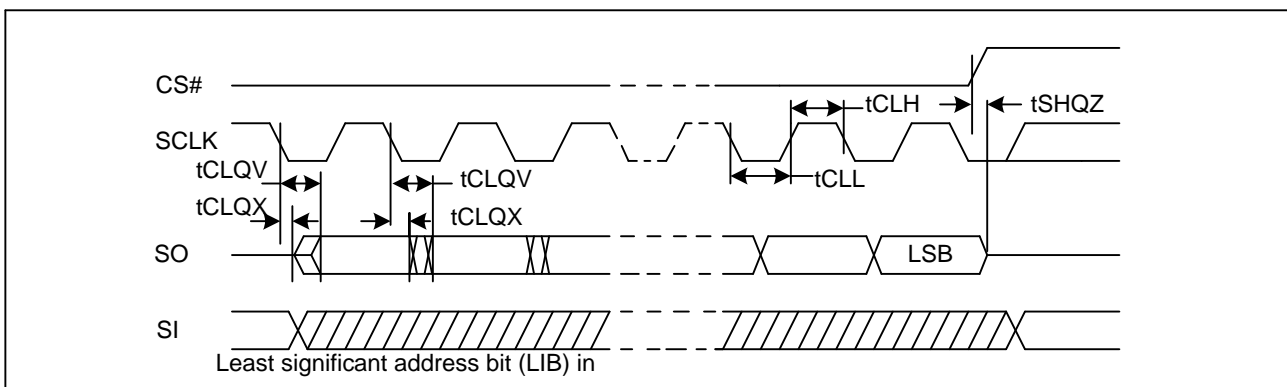 CS#
tCLH
tSHQZ
SCLK
tCLQV
tCLQV
tCLL
tCLQX
tCLQX
SO
LSB
SI
Least significant address bit (LIB) in